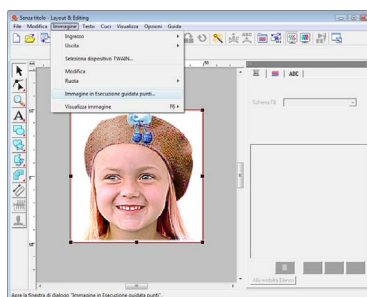 Senza titolo - Layout & Editing
File Modifica Immagine Testo Cuci Visualizza Opzioni Guida
Ingresso
Uscita
Seleziona dispositivo TWAIN...
Modifica
Ruota
Immagine in Esecuzione guidata punti...
Visualizza immagine F6
ABC
Apre la finestra di dialogo "Immagine in Esecuzione guidata punti".